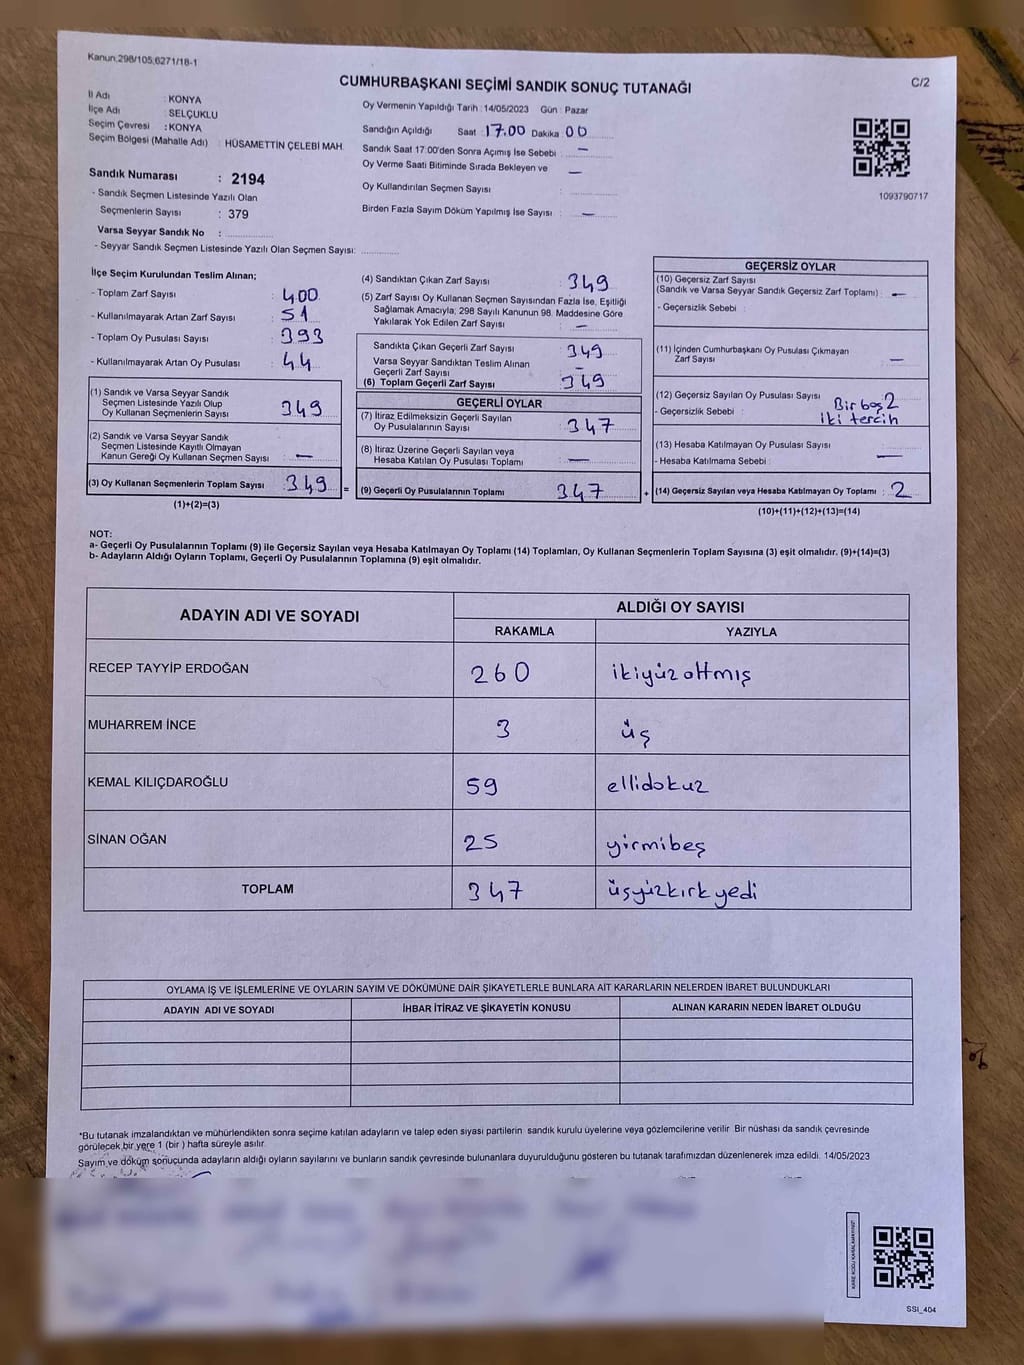 Kanun,298/105,6271/18-1
CUMHURBAŞKANI SEÇİMİ SANDIK SONUÇ TUTANAĞI
C/2
İl Adı : KONYA
İlçe Adı : SELÇUKLU
Seçim Çevresi : KONYA
Seçim Bölgesi (Mahalle Adı) : HÜSAMETTİN ÇELEBİ MAH.
Sandık Numarası : 2194
- Sandık Seçmen Listesinde Yazılı Olan
Seçmenlerin Sayısı : 379
Varsa Seyyar Sandık No :
- Seyyar Sandık Seçmen Listesinde Yazılı Olan Seçmen Sayısı:
Oy Vermenin Yapıldığı Tarih : 14/05/2023 Gün : Pazar
Sandığın Açıldığı Saat 17.00 Dakika 00
Sandık Saat 17:00'den Sonra Açımış İse Sebebi : —
Oy Verme Saati Bitiminde Sırada Bekleyen ve —
Oy Kullandırılan Seçmen Sayısı :
Birden Fazla Sayım Döküm Yapılmış İse Sayısı : —
1093790717
İlçe Seçim Kurulundan Teslim Alınan;
- Toplam Zarf Sayısı : 400
- Kullanılmayarak Artan Zarf Sayısı : 51
- Toplam Oy Pusulası Sayısı : 393
- Kullanılmayarak Artan Oy Pusulası : 44
(1) Sandık ve Varsa Seyyar Sandık
Seçmen Listesinde Yazılı Olup
Oy Kullanan Seçmenlerin Sayısı : 349
(2) Sandık ve Varsa Seyyar Sandık
Seçmen Listesinde Kayıtlı Olmayan
Kanun Gereği Oy Kullanan Seçmen Sayısı : —
(3) Oy Kullanan Seçmenlerin Toplam Sayısı : 349 =
(1)+(2)=(3)
(4) Sandıktan Çıkan Zarf Sayısı : 349
(5) Zarf Sayısı Oy Kullanan Seçmen Sayısından Fazla İse, Eşitliği
Sağlamak Amacıyla; 298 Sayılı Kanunun 98. Maddesine Göre
Yakılarak Yok Edilen Zarf Sayısı : —
Sandıkta Çıkan Geçerli Zarf Sayısı : 349
Varsa Seyyar Sandıktan Teslim Alınan
Geçerli Zarf Sayısı : —
(6) Toplam Geçerli Zarf Sayısı : 349
GEÇERLİ OYLAR
(7) İtiraz Edilmeksizin Geçerli Sayılan
Oy Pusulalarının Sayısı : 347
(8) İtiraz Üzerine Geçerli Sayılan veya
Hesaba Katılan Oy Pusulası Toplamı : —
(9) Geçerli Oy Pusulalarının Toplamı 347 +
GEÇERSİZ OYLAR
(10) Geçersiz Zarf Sayısı
(Sandık ve Varsa Seyyar Sandık Geçersiz Zarf Toplamı) : —
- Geçersizlik Sebebi :
(11) İçinden Cumhurbaşkanı Oy Pusulası Çıkmayan
Zarf Sayısı : —
(12) Geçersiz Sayılan Oy Pusulası Sayısı : 2
- Geçersizlik Sebebi : Bir boş
iki tercih
(13) Hesaba Katılmayan Oy Pusulası Sayısı :
- Hesaba Katılmama Sebebi : —
(14) Geçersiz Sayılan veya Hesaba Katılmayan Oy Toplamı : 2
(10)+(11)+(12)+(13)=(14)
NOT:
a- Geçerli Oy Pusulalarının Toplamı (9) ile Geçersiz Sayılan veya Hesaba Katılmayan Oy Toplamı (14) Toplamları, Oy Kullanan Seçmenlerin Toplam Sayısına (3) eşit olmalıdır. (9)+(14)=(3)
b- Adayların Aldığı Oyların Toplamı, Geçerli Oy Pusulalarının Toplamına (9) eşit olmalıdır.
ADAYIN ADI VE SOYADI ALDIĞI OY SAYISI
RAKAMLA YAZIYLA
RECEP TAYYİP ERDOĞAN 260 ikiyüz altmış
MUHARREM İNCE 3 üş
KEMAL KILIÇDAROĞLU 59 ellidokuz
SİNAN OĞAN 25 yirmibeş
TOPLAM 347 üşyüzkırkyedi
OYLAMA İŞ VE İŞLEMLERİNE VE OYLARIN SAYIM VE DÖKÜMÜNE DAİR ŞİKAYETLERLE BUNLARA AİT KARARLARIN NELERDEN İBARET BULUNDUKLARI
ADAYIN ADI VE SOYADI İHBAR İTİRAZ VE ŞİKAYETİN KONUSU ALINAN KARARIN NEDEN İBARET OLDUĞU
*Bu tutanak imzalandıktan ve mühürlendikten sonra seçime katılan adayların ve talep eden siyasi partilerin sandık kurulu üyelerine veya gözlemcilerine verilir. Bir nüshası da sandık çevresinde
görülecek bir yere 1 (bir ) hafta süreyle asılır.
Sayım ve döküm sonuçunda adayların aldığı oyların sayılarını ve bunların sandık çevresinde bulunanlara duyurulduğunu gösteren bu tutanak tarafımızdan düzenlenerek imza edildi. 14/05/2023
KARE KODU KARALAMAYINIZ!
SSI_404